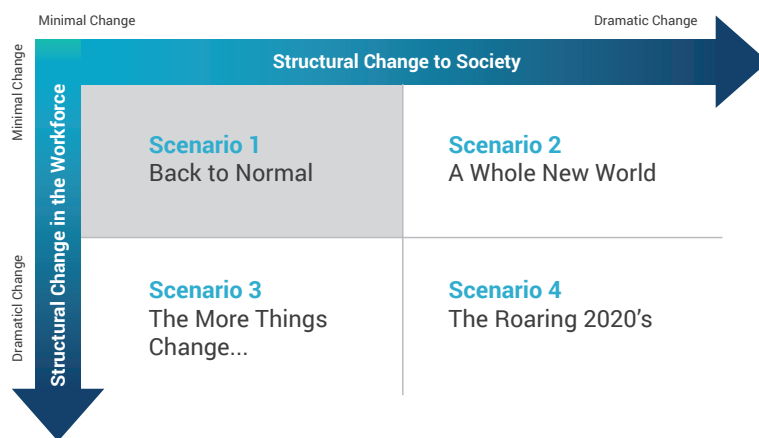 Minimal Change
Dramatic Change
Structural Change to Society
Minimal Change
Structural Change in the Workforce
Dramaticl Change
Scenario 1
Back to Normal
Scenario 2
A Whole New World
Scenario 3
The More Things
Change...
Scenario 4
The Roaring 2020's